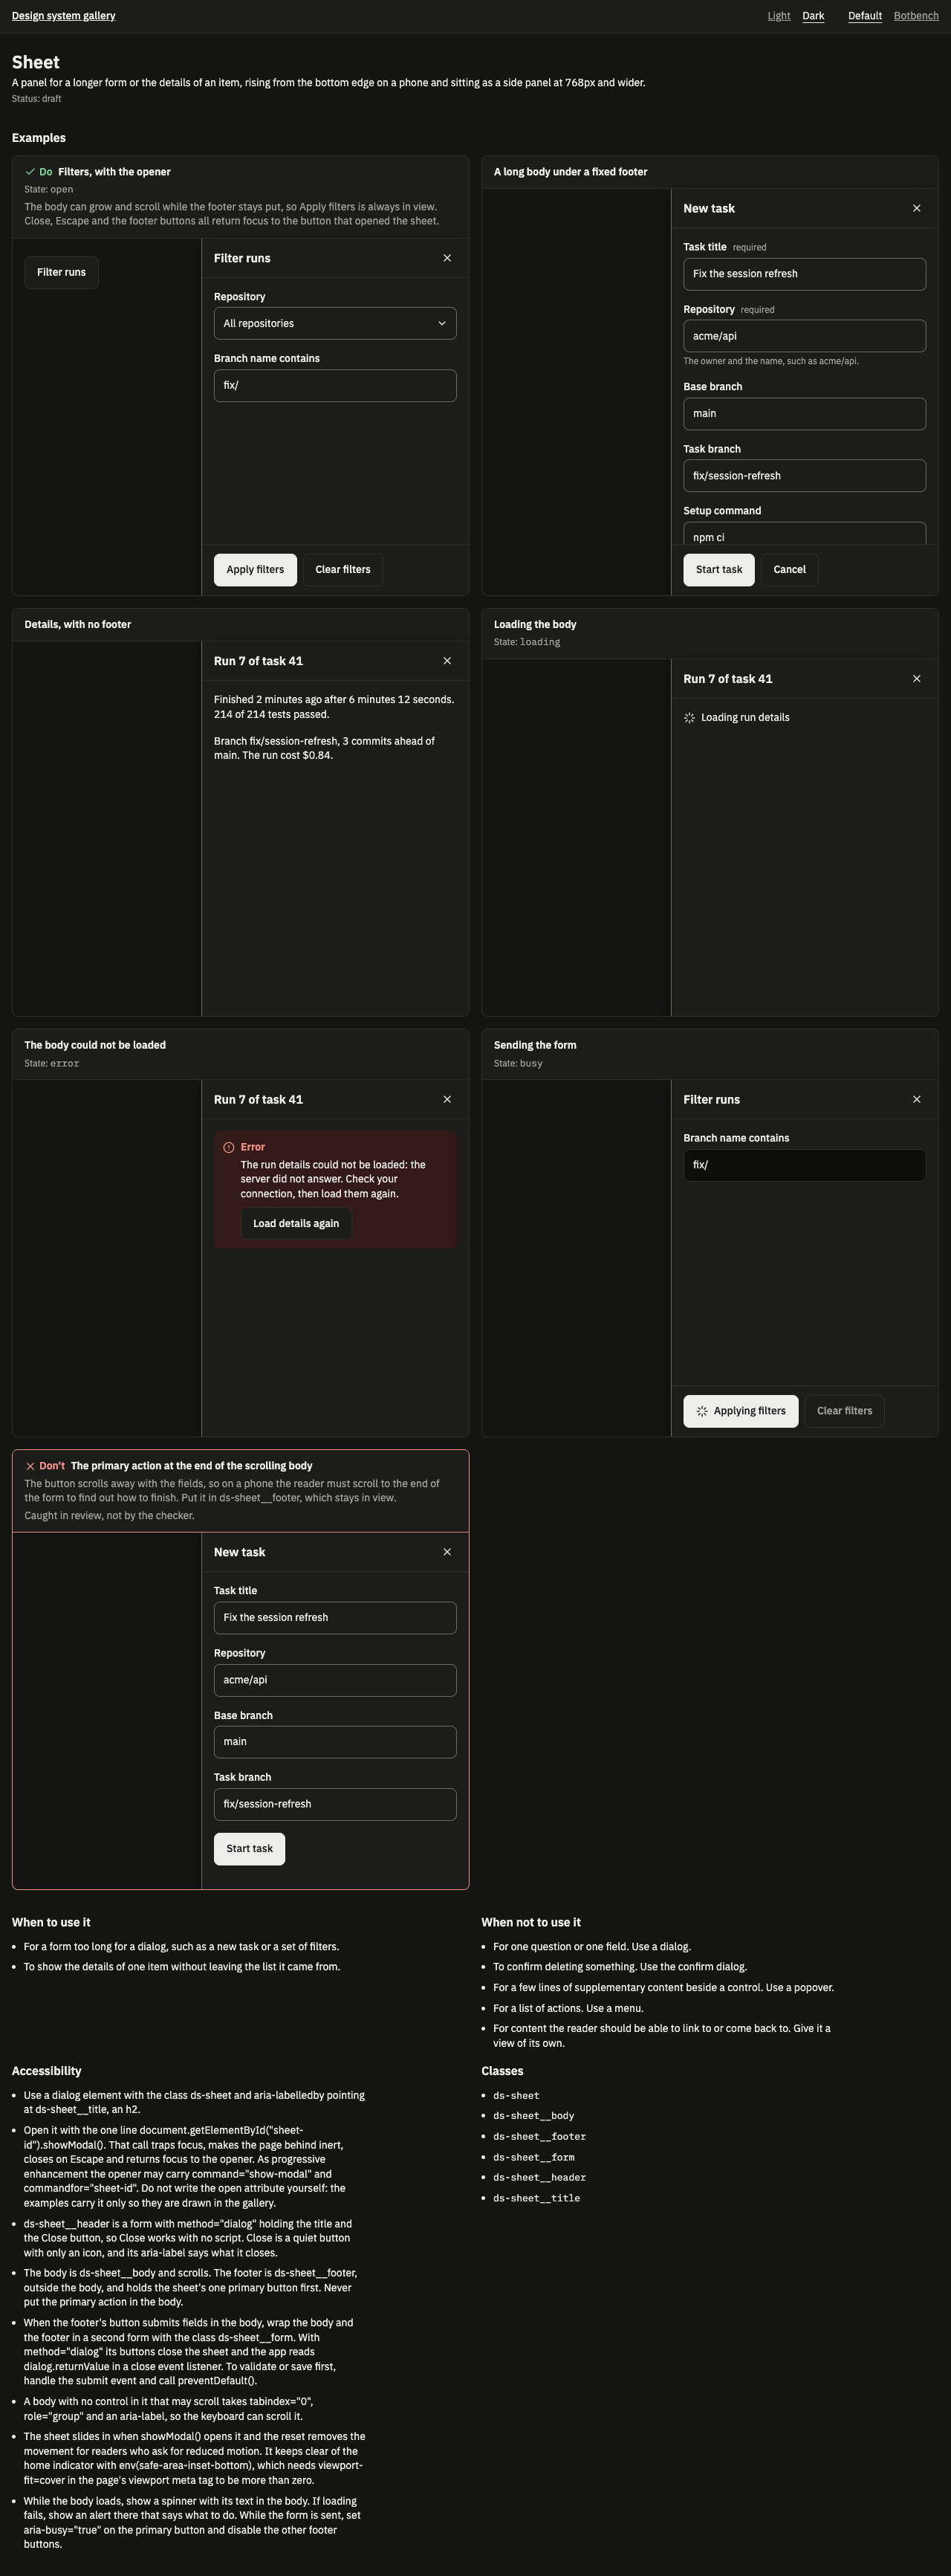 Design system gallery
Light Dark Default Botbench
Sheet
A panel for a longer form or the details of an item, rising from the bottom edge on a phone and sitting as a side panel at 768px and wider.
Status: draft
Examples
Do Filters, with the opener
State: open
The body can grow and scroll while the footer stays put, so Apply filters is always in view.
Close, Escape and the footer buttons all return focus to the button that opened the sheet.
Filter runs
Filter runs
Repository
All repositories
Branch name contains
fix/
Apply filters Clear filters
A long body under a fixed footer
New task
Task title required
Fix the session refresh
Repository required
acme/api
The owner and the name, such as acme/api.
Base branch
main
Task branch
fix/session-refresh
Setup command
npm ci
Start task Cancel
Details, with no footer
Run 7 of task 41
Finished 2 minutes ago after 6 minutes 12 seconds.
214 of 214 tests passed.
Branch fix/session-refresh, 3 commits ahead of
main. The run cost $0.84.
Loading the body
State: loading
Run 7 of task 41
Loading run details
The body could not be loaded
State: error
Run 7 of task 41
Error
The run details could not be loaded: the
server did not answer. Check your
connection, then load them again.
Load details again
Sending the form
State: busy
Filter runs
Branch name contains
fix/
Applying filters Clear filters
Don't The primary action at the end of the scrolling body
The button scrolls away with the fields, so on a phone the reader must scroll to the end of
the form to find out how to finish. Put it in ds-sheet__footer, which stays in view.
Caught in review, not by the checker.
New task
Task title
Fix the session refresh
Repository
acme/api
Base branch
main
Task branch
fix/session-refresh
Start task
When to use it
For a form too long for a dialog, such as a new task or a set of filters.
To show the details of one item without leaving the list it came from.
When not to use it
For one question or one field. Use a dialog.
To confirm deleting something. Use the confirm dialog.
For a few lines of supplementary content beside a control. Use a popover.
For a list of actions. Use a menu.
For content the reader should be able to link to or come back to. Give it a
view of its own.
Accessibility
Use a dialog element with the class ds-sheet and aria-labelledby pointing
at ds-sheet__title, an h2.
Open it with the one line document.getElementById("sheet-
id").showModal(). That call traps focus, makes the page behind inert,
closes on Escape and returns focus to the opener. As progressive
enhancement the opener may carry command="show-modal" and
commandfor="sheet-id". Do not write the open attribute yourself: the
examples carry it only so they are drawn in the gallery.
ds-sheet__header is a form with method="dialog" holding the title and
the Close button, so Close works with no script. Close is a quiet button
with only an icon, and its aria-label says what it closes.
The body is ds-sheet__body and scrolls. The footer is ds-sheet__footer,
outside the body, and holds the sheet's one primary button first. Never
put the primary action in the body.
When the footer's button submits fields in the body, wrap the body and
the footer in a second form with the class ds-sheet__form. With
method="dialog" its buttons close the sheet and the app reads
dialog.returnValue in a close event listener. To validate or save first,
handle the submit event and call preventDefault().
A body with no control in it that may scroll takes tabindex="0",
role="group" and an aria-label, so the keyboard can scroll it.
The sheet slides in when showModal() opens it and the reset removes the
movement for readers who ask for reduced motion. It keeps clear of the
home indicator with env(safe-area-inset-bottom), which needs viewport-
fit=cover in the page's viewport meta tag to be more than zero.
While the body loads, show a spinner with its text in the body. If loading
fails, show an alert there that says what to do. While the form is sent, set
aria-busy="true" on the primary button and disable the other footer
buttons.
Classes
ds-sheet
ds-sheet__body
ds-sheet__footer
ds-sheet__form
ds-sheet__header
ds-sheet__title